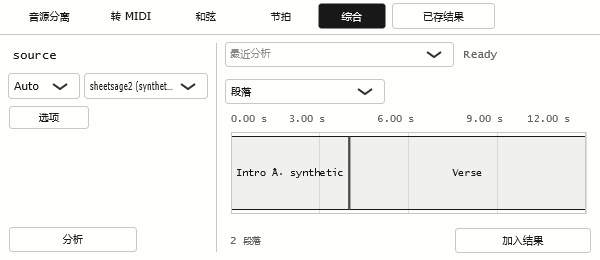 音源分离 转 MIDI 和弦 节拍 综合 已存结果
source
最近分析 Ready
Auto sheetsage2 (synthet…
段落
选项
0.00 s 3.00 s 6.00 s 9.00 s 12.00 s
Intro A. synthetic Verse
分析
2 段落
加入结果